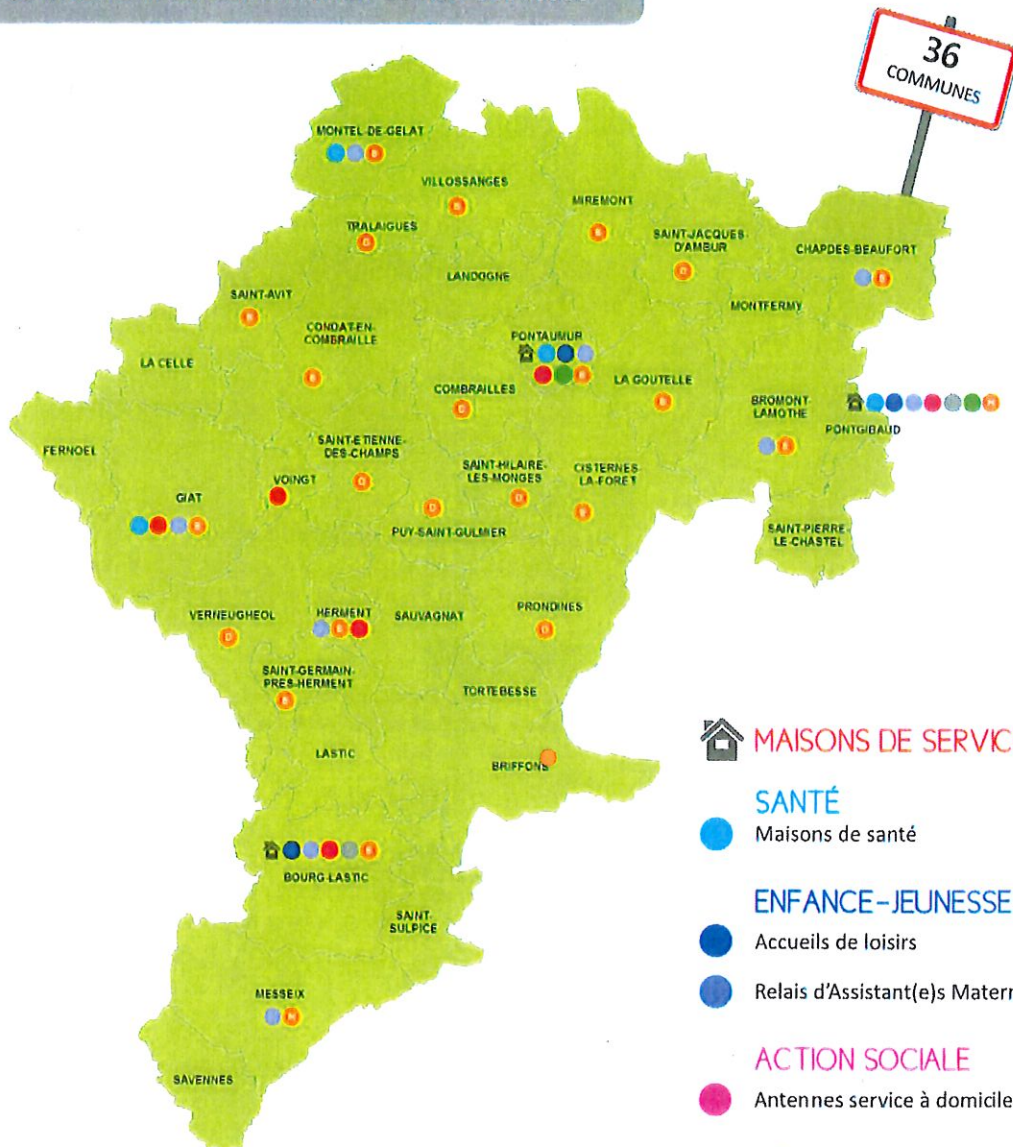 36
COMMUNES
MONTEL-DE-GELAT
VILLOSSANGES
MIREMONT
TRALAIGUES
SAINT-JACQUES-
D'AMBUR
CHAPDES-BEAUFORT
LANDOGNE
SAINT-AVIT
MONTFERMY
CONDAT-EN-
COMBRAILLE
PONTAUMUR
LA CELLE
COMBRAILLES
LA GOUTELLE
BROMONT-
LAMOTHE
PONTGIBAUD
FERNOEL
SAINT-ETIENNE-
DES-CHAMPS
SAINT-HILAIRE-
LES-MONGES
CISTERNES-
LA-FORET
GIAT
VOINGT
PUY-SAINT-GULMIER
SAINT-PIERRE-
LE-CHASTEL
VERNEUGHEOL
HERMENT
SAUVAGNAT
PRONDINES
SAINT-GERMAIN-
PRES-HERMENT
TORTEBESSE
LASTIC
BRIFFONS
BOURG-LASTIC
SAINT-
SULPICE
MESSEIX
SAVENNES
MAISONS DE SERVIC
SANTÉ
Maisons de santé
ENFANCE-JEUNESSE
Accueils de loisirs
Relais d'Assistant(e)s Matern
ACTION SOCIALE
Antennes service à domicile